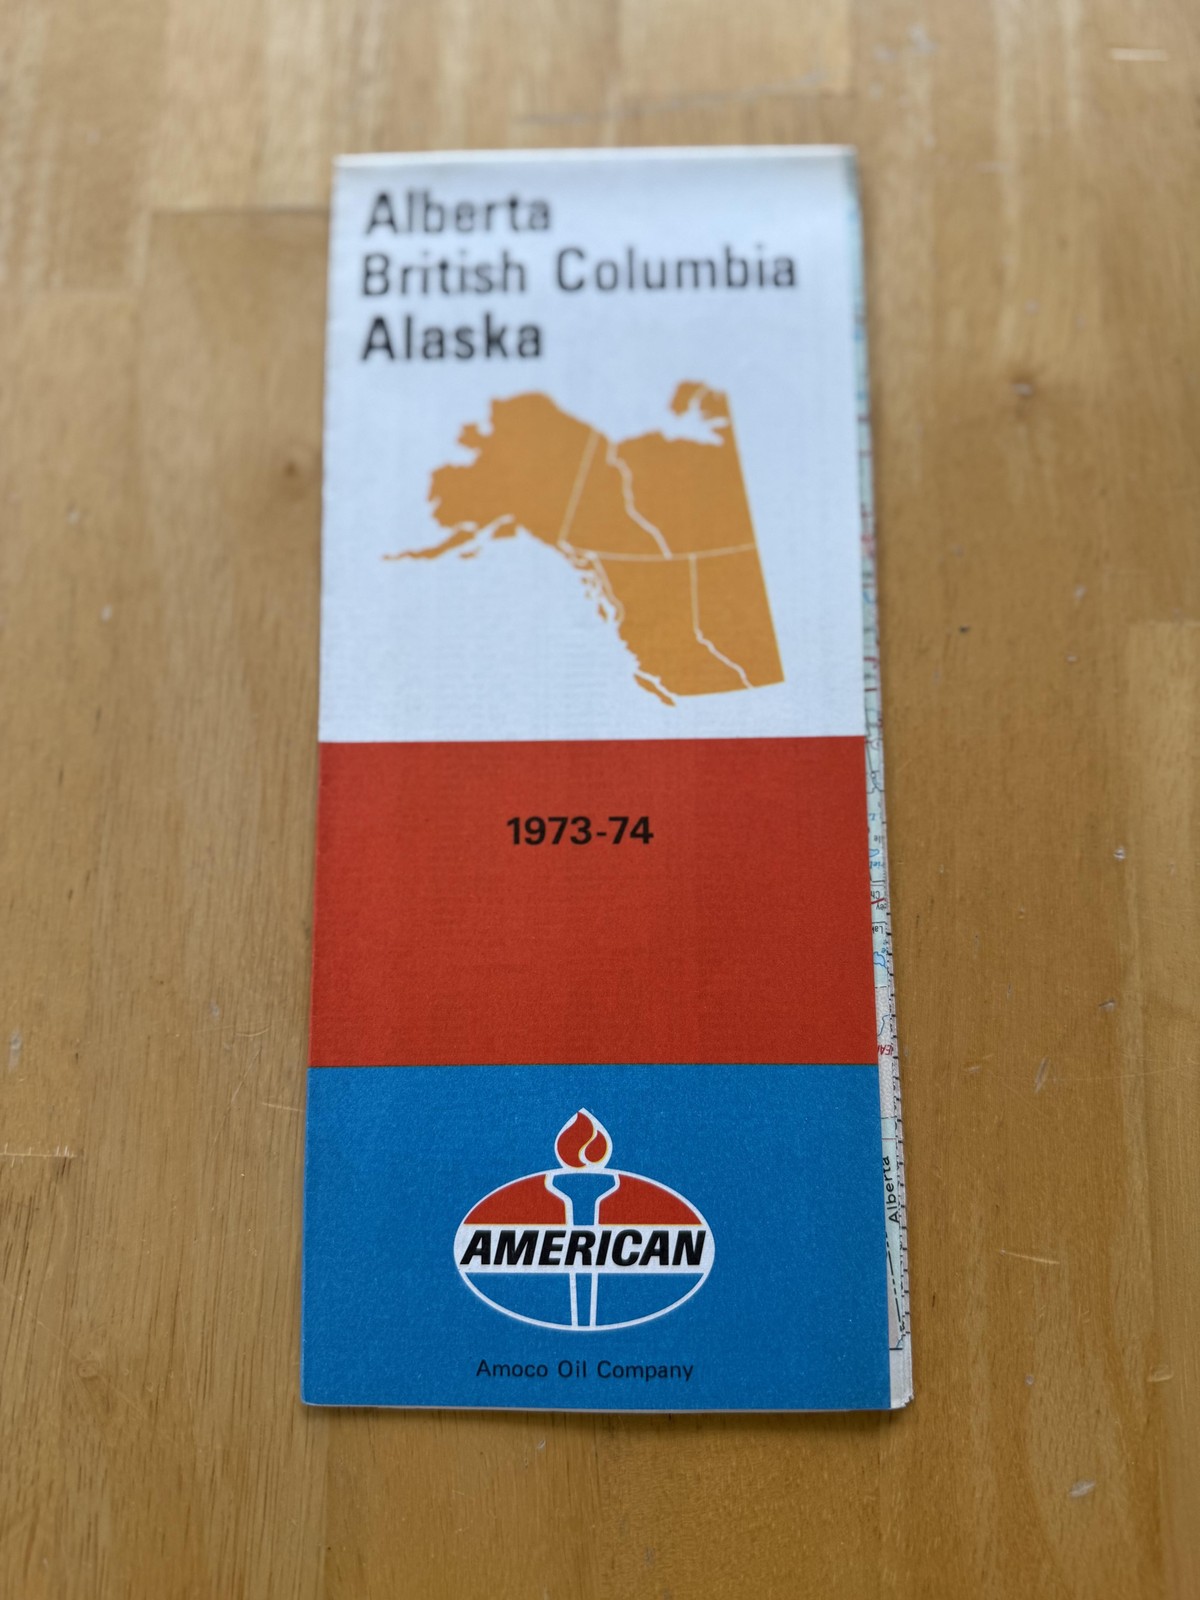 Alberta
British Columbia
Alaska
1973-74
AMERICAN
Amoco Oil Company
Alberta